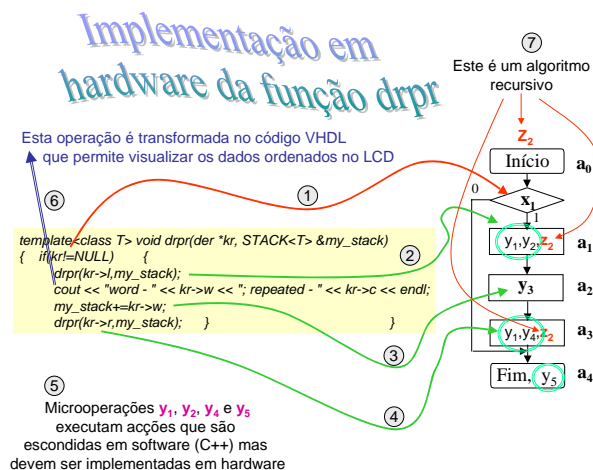 Implementação em
hardware da função drpr
7
Este é um algoritmo
recursivo
Esta operação é transformada no código VHDL
que permite visualizar os dados ordenados no LCD
6
1
template<class T> void drpr(der *kr, STACK<T> &my_stack)
{ if(kr!=NULL) {
drpr(kr->l,my_stack);
cout << "word - " << kr->w << "; repeated - " << kr->c << endl;
my_stack+=kr->w;
drpr(kr->r,my_stack); } }
2
3
4
5
Microoperações y1, y2, y4 e y5
executam acções que são
escondidas em software (C++) mas
devem ser implementadas em hardware
z2
Início a0
0 x1
1
y1,y2,z2 a1
y3 a2
y1,y4,z2 a3
Fim, y5 a4